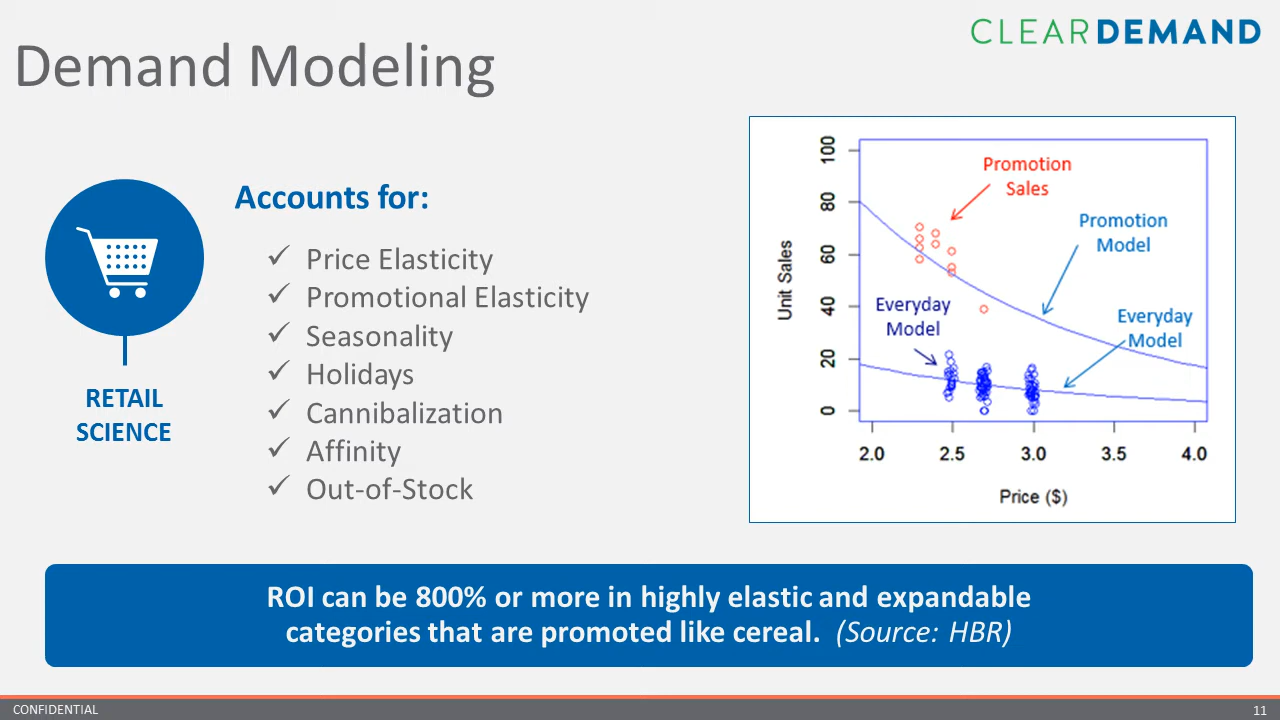 CLEARDEMAND
Demand Modeling
RETAIL
SCIENCE
Accounts for:
✓ Price Elasticity
✓ Promotional Elasticity
✓ Seasonality
✓ Holidays
✓ Cannibalization
✓ Affinity
✓ Out-of-Stock
Unit Sales
100
80
60
40
20
0
Promotion
Sales
Promotion
Model
Everyday
Model
Everyday
Model
2.0 2.5 3.0 3.5 4.0
Price ($)
ROI can be 800% or more in highly elastic and expandable
categories that are promoted like cereal. (Source: HBR)
CONFIDENTIAL
11